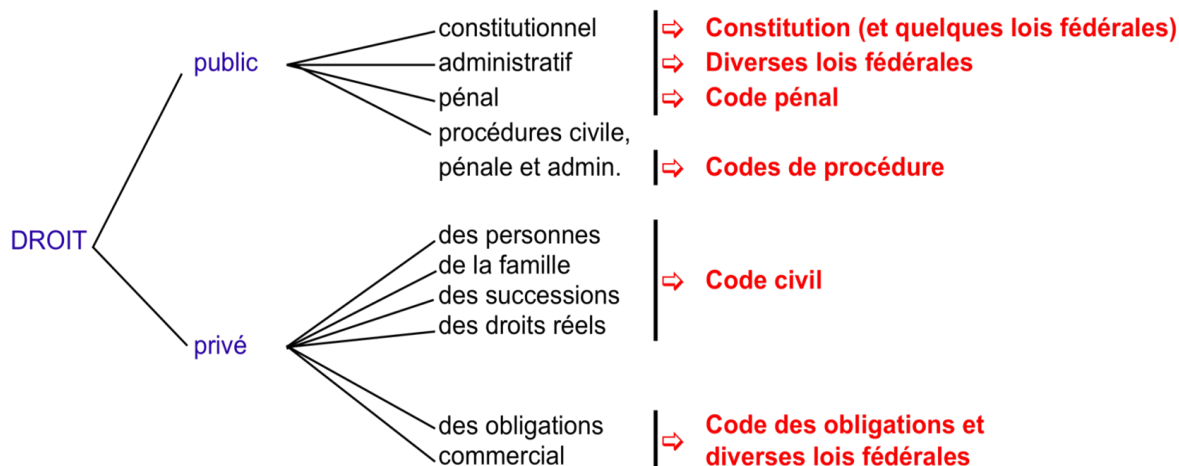 constitutionnel ⇨ Constitution (et quelques lois fédérales)
public administratif ⇨ Diverses lois fédérales
pénal ⇨ Code pénal
procédures civile,
pénale et admin. ⇨ Codes de procédure
des personnes
DROIT
de la famille
⇨ Code civil
des successions
des droits réels
privé
des obligations
Code des obligations et
⇨
commercial
diverses lois fédérales